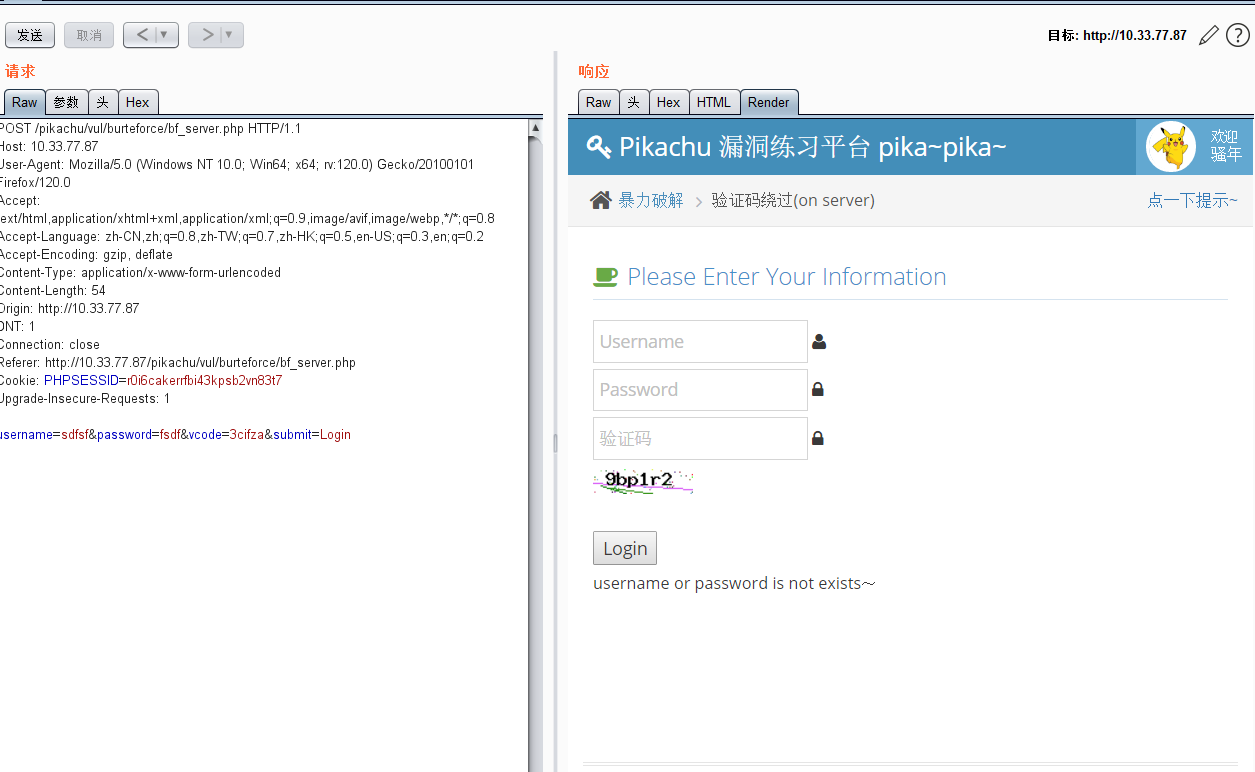 发送 取消 < ▼ > ▼ 目标: http://10.33.77.87
请求
Raw 参数 头 Hex
POST /pikachu/vul/burteforce/bf_server.php HTTP/1.1
Host: 10.33.77.87
User-Agent: Mozilla/5.0 (Windows NT 10.0; Win64; x64; rv:120.0) Gecko/20100101
Firefox/120.0
Accept:
text/html,application/xhtml+xml,application/xml;q=0.9,image/avif,image/webp,*/*;q=0.8
Accept-Language: zh-CN,zh;q=0.8,zh-TW;q=0.7,zh-HK;q=0.5,en-US;q=0.3,en;q=0.2
Accept-Encoding: gzip, deflate
Content-Type: application/x-www-form-urlencoded
Content-Length: 54
Origin: http://10.33.77.87
DNT: 1
Connection: close
Referer: http://10.33.77.87/pikachu/vul/burteforce/bf_server.php
Cookie: PHPSESSID=r0i6cakerrfbi43kpsb2vn83t7
Upgrade-Insecure-Requests: 1
username=sdfsf&password=fsdf&vcode=3cifza&submit=Login
响应
Raw 头 Hex HTML Render
Pikachu 漏洞练习平台 pika~pika~
欢迎
骚年
暴力破解 > 验证码绕过(on server) 点一下提示~
Please Enter Your Information
Username
Password
验证码
9bp1r2
Login
username or password is not exists～